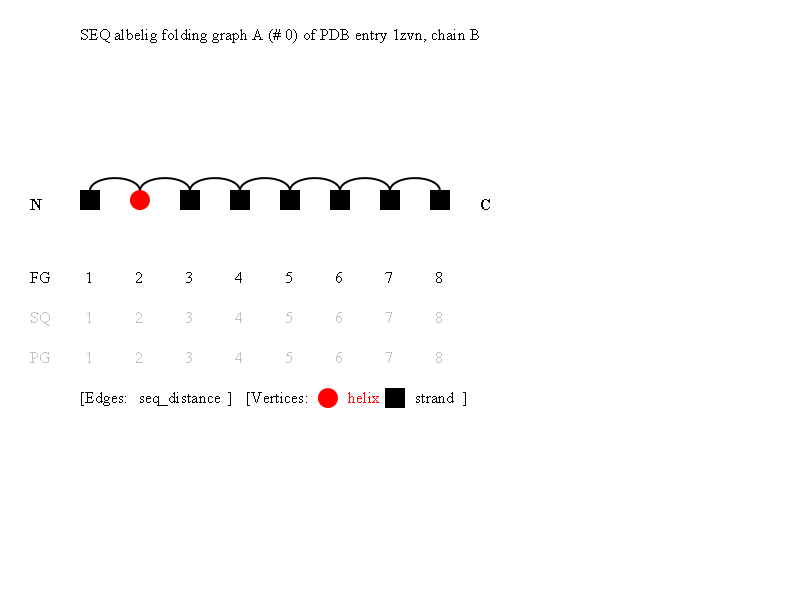 SEQ albelig folding graph A (# 0) of PDB entry 1zvn, chain B
N C
FG 1 2 3 4 5 6 7 8
SQ 1 2 3 4 5 6 7 8
PG 1 2 3 4 5 6 7 8
[Edges: seq_distance ] [Vertices: helix strand ]